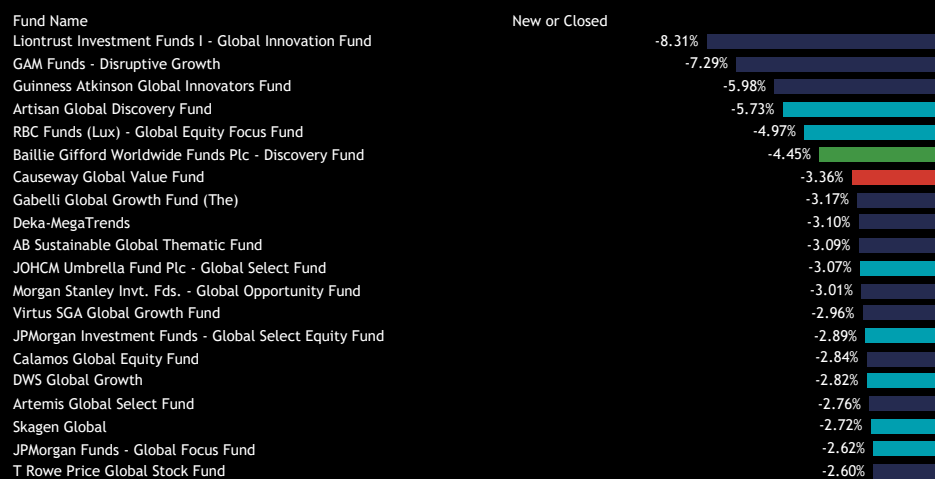 Fund Name New or Closed
Liontrust Investment Funds I - Global Innovation Fund -8.31%
GAM Funds - Disruptive Growth -7.29%
Guinness Atkinson Global Innovators Fund -5.98%
Artisan Global Discovery Fund -5.73%
RBC Funds (Lux) - Global Equity Focus Fund -4.97%
Baillie Gifford Worldwide Funds Plc - Discovery Fund -4.45%
Causeway Global Value Fund -3.36%
Gabelli Global Growth Fund (The) -3.17%
Deka-MegaTrends -3.10%
AB Sustainable Global Thematic Fund -3.09%
JOHCM Umbrella Fund Plc - Global Select Fund -3.07%
Morgan Stanley Invt. Fds. - Global Opportunity Fund -3.01%
Virtus SGA Global Growth Fund -2.96%
JPMorgan Investment Funds - Global Select Equity Fund -2.89%
Calamos Global Equity Fund -2.84%
DWS Global Growth -2.82%
Artemis Global Select Fund -2.76%
Skagen Global -2.72%
JPMorgan Funds - Global Focus Fund -2.62%
T Rowe Price Global Stock Fund -2.60%